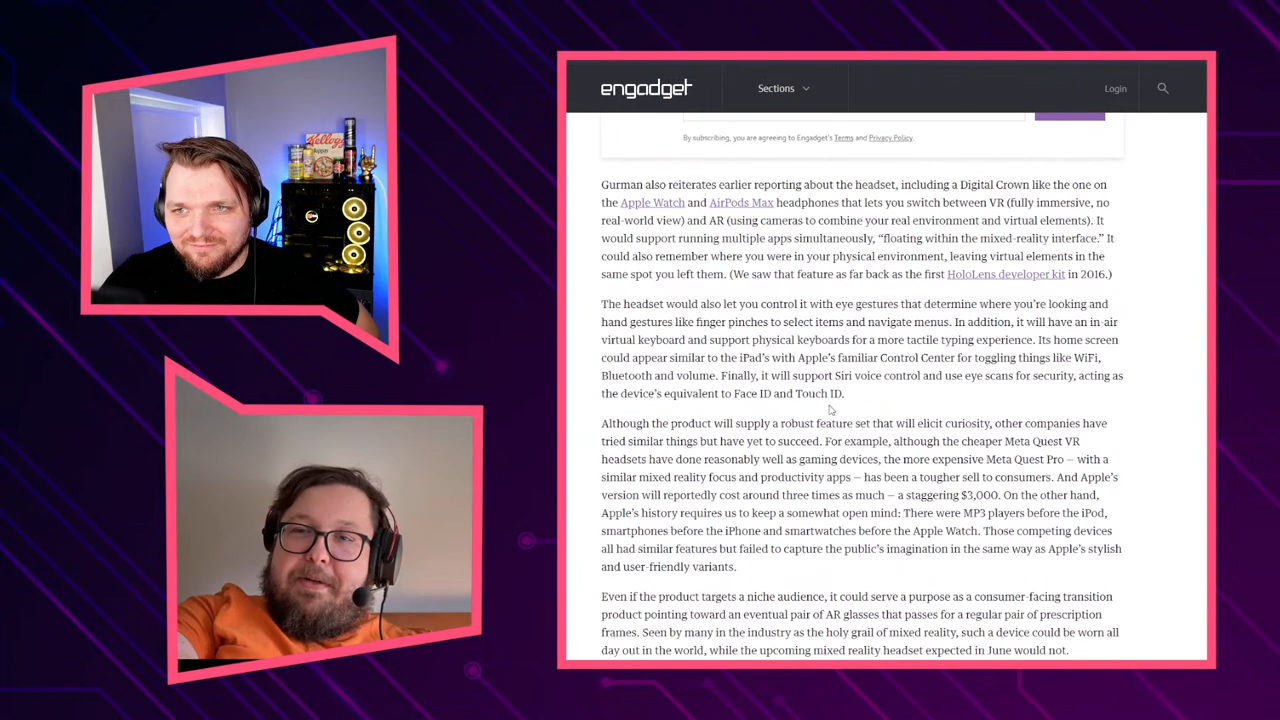 Kellogg's
engadget
Sections
Login
By subscribing, you are agreeing to Engadget's Terms and Privacy Policy.
Gurman also reiterates earlier reporting about the headset, including a Digital Crown like the one on
the Apple Watch and AirPods Max headphones that lets you switch between VR (fully immersive, no
real-world view) and AR (using cameras to combine your real environment and virtual elements). It
would support running multiple apps simultaneously, “floating within the mixed-reality interface.” It
could also remember where you were in your physical environment, leaving virtual elements in the
same spot you left them. (We saw that feature as far back as the first HoloLens developer kit in 2016.)
The headset would also let you control it with eye gestures that determine where you’re looking and
hand gestures like finger pinches to select items and navigate menus. In addition, it will have an in-air
virtual keyboard and support physical keyboards for a more tactile typing experience. Its home screen
could appear similar to the iPad’s with Apple’s familiar Control Center for toggling things like WiFi,
Bluetooth and volume. Finally, it will support Siri voice control and use eye scans for security, acting as
the device’s equivalent to Face ID and Touch ID.
Although the product will supply a robust feature set that will elicit curiosity, other companies have
tried similar things but have yet to succeed. For example, although the cheaper Meta Quest VR
headsets have done reasonably well as gaming devices, the more expensive Meta Quest Pro — with a
similar mixed reality focus and productivity apps — has been a tougher sell to consumers. And Apple’s
version will reportedly cost around three times as much — a staggering $3,000. On the other hand,
Apple’s history requires us to keep a somewhat open mind: There were MP3 players before the iPod,
smartphones before the iPhone and smartwatches before the Apple Watch. Those competing devices
all had similar features but failed to capture the public’s imagination in the same way as Apple’s stylish
and user-friendly variants.
Even if the product targets a niche audience, it could serve a purpose as a consumer-facing transition
product pointing toward an eventual pair of AR glasses that passes for a regular pair of prescription
frames. Seen by many in the industry as the holy grail of mixed reality, such a device could be worn all
day out in the world, while the upcoming mixed reality headset expected in June would not.